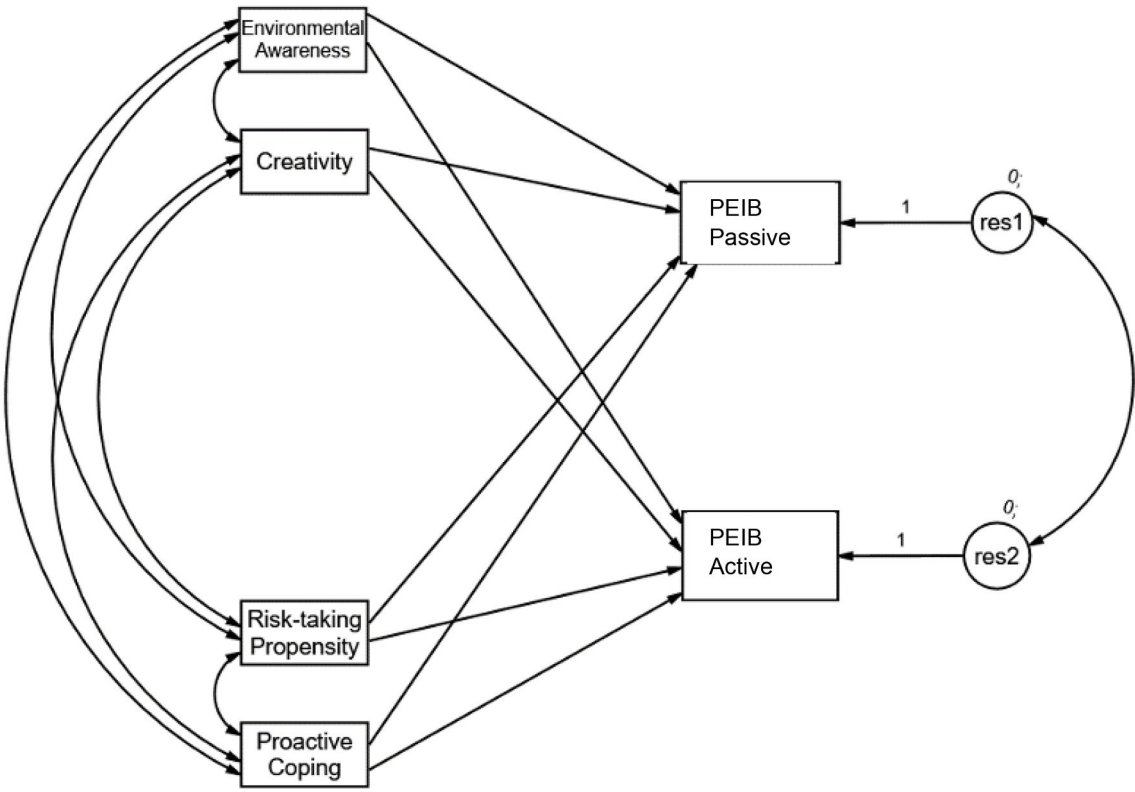 Environmental
Awareness
Creativity
Risk-taking
Propensity
Proactive
Coping
PEIB
Passive
PEIB
Active
1
1
0;
res1
0;
res2